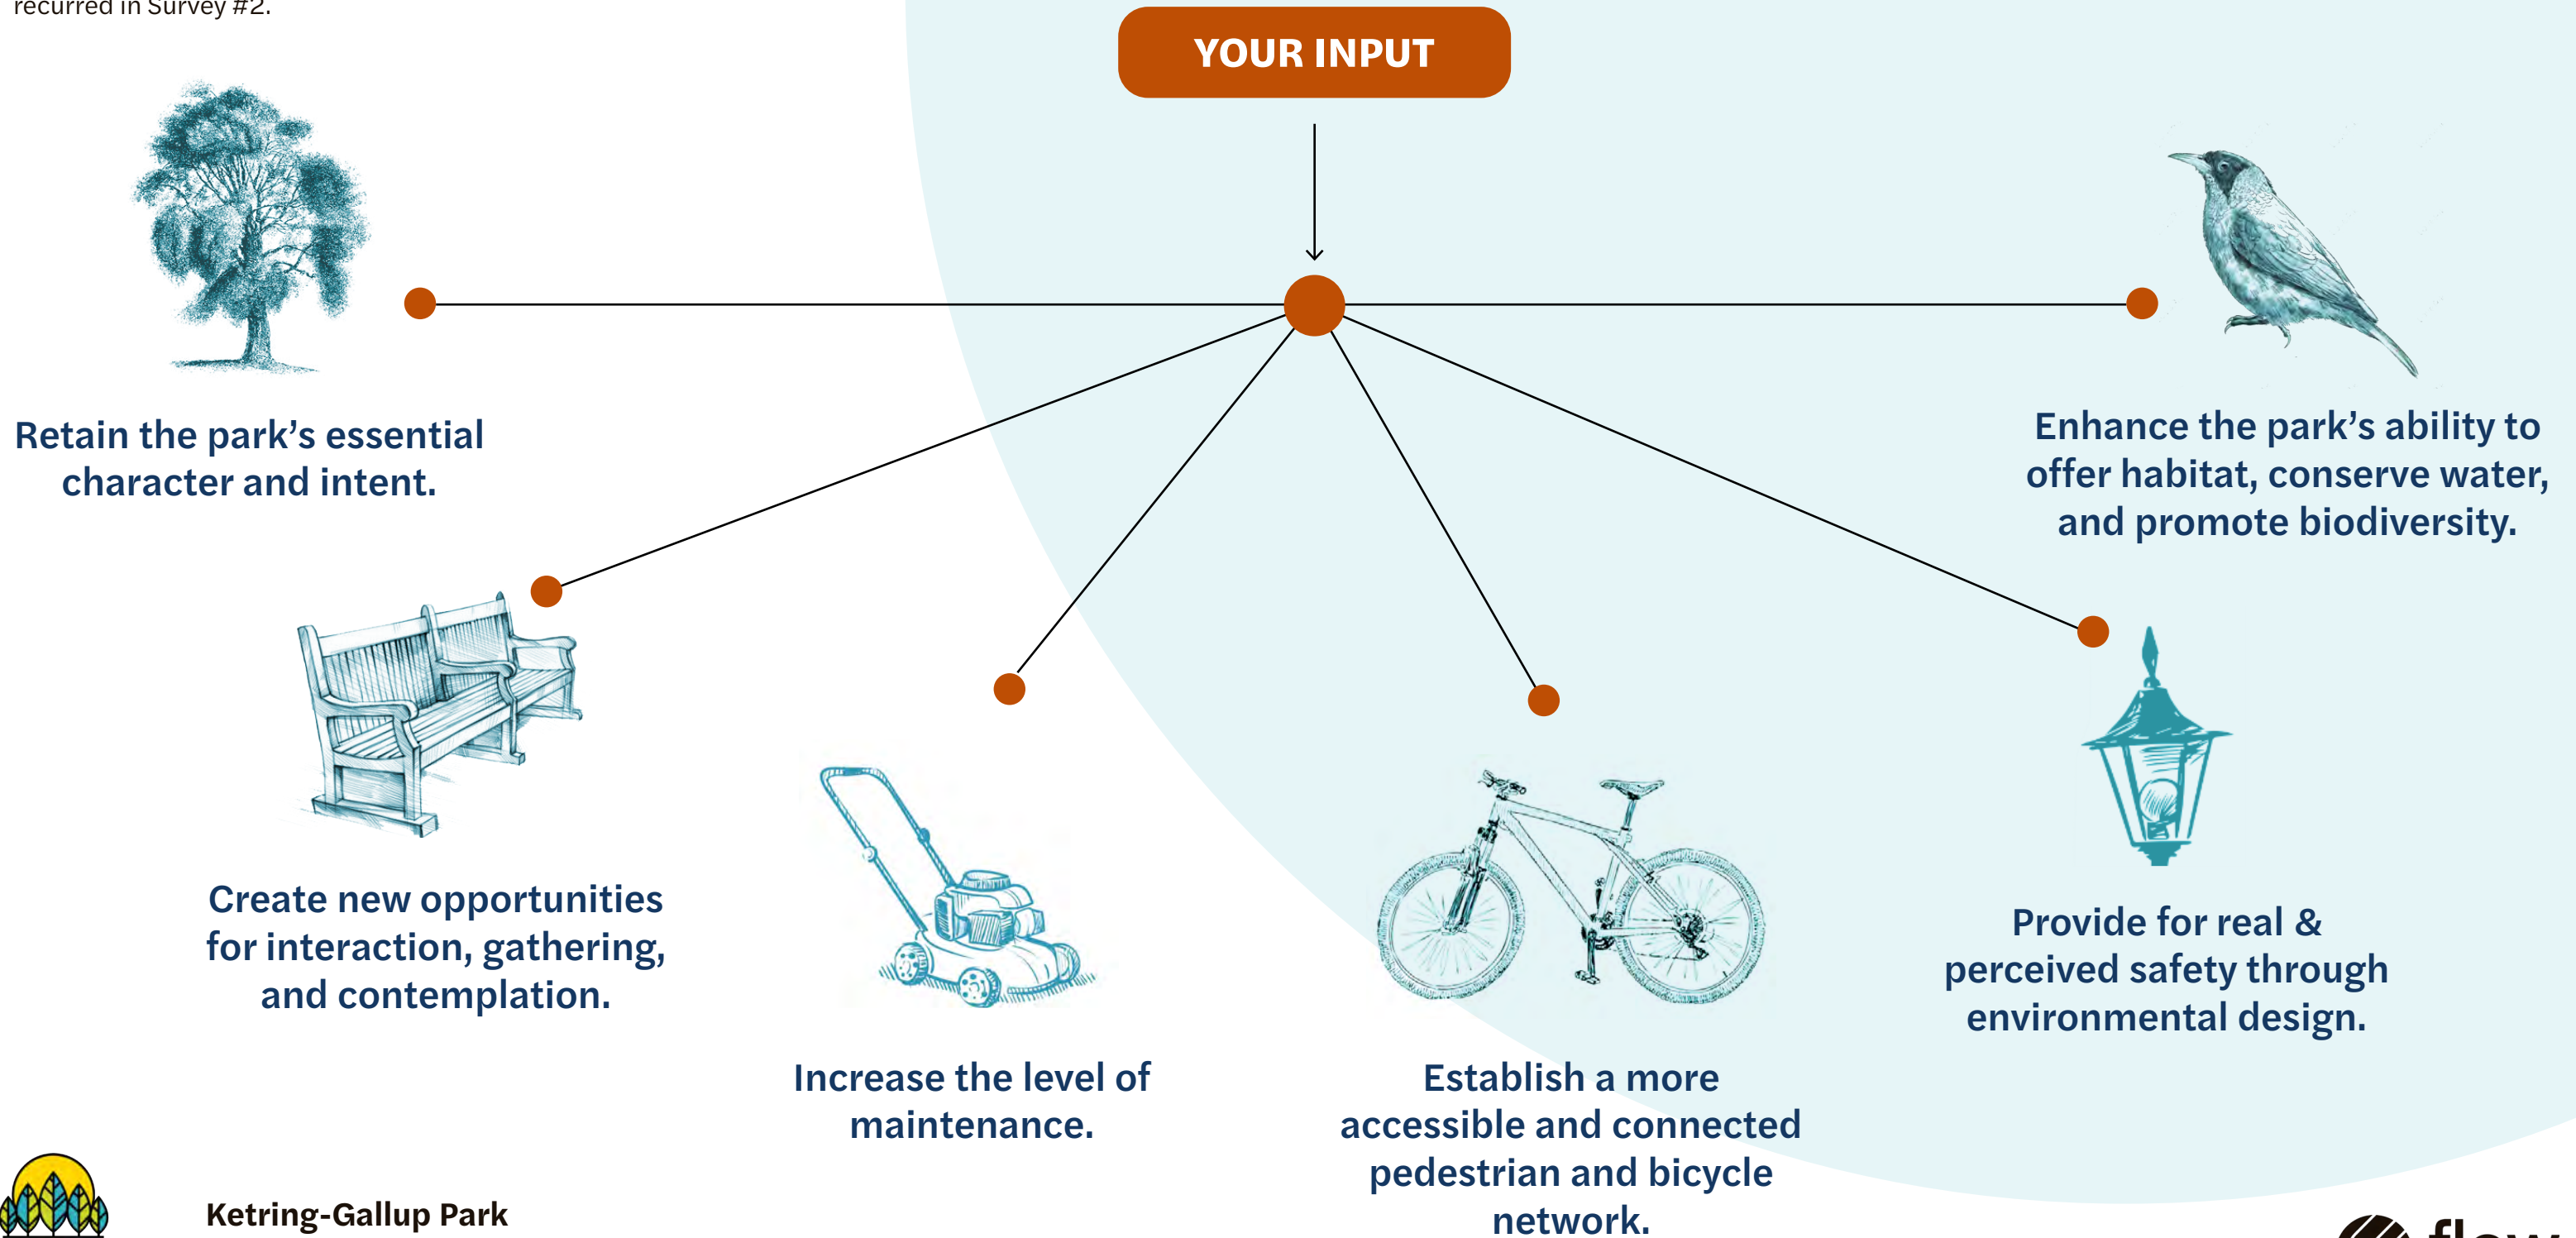 recurred in Survey #2.
YOUR INPUT
Retain the park’s essential
character and intent.
Enhance the park’s ability to
offer habitat, conserve water,
and promote biodiversity.
Create new opportunities
for interaction, gathering,
and contemplation.
Increase the level of
maintenance.
Establish a more
accessible and connected
pedestrian and bicycle
network.
Provide for real &
perceived safety through
environmental design.
Ketring-Gallup Park
flow